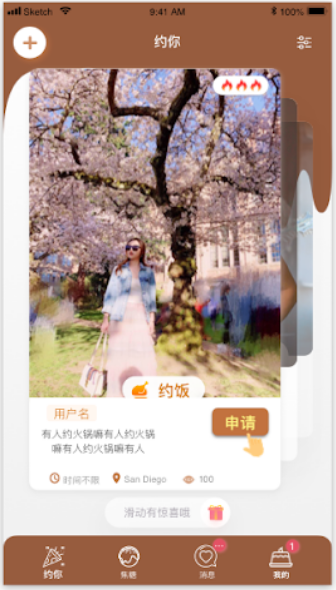 Sketch 9:41 AM 100%
约你
约饭
用户名
有人约火锅嘛有人约火锅
嘛有人约火锅嘛有人
申请
时间不限 San Diego 100
滑动有惊喜哦
约你 焦糖 消息 我的
1